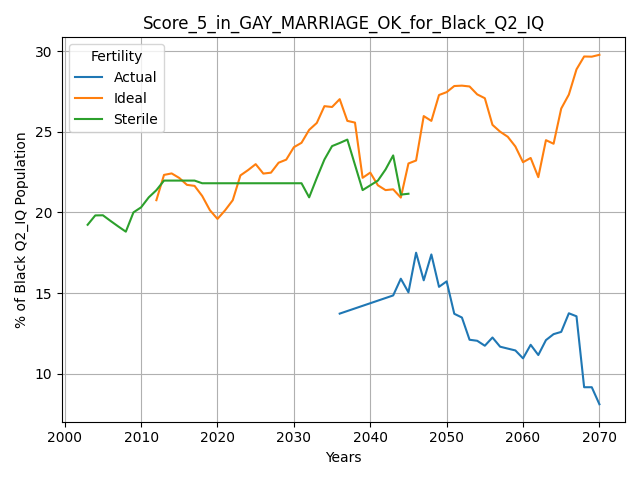 Score_5_in_GAY_MARRIAGE_OK_for_Black_Q2_IQ
Fertility
Actual
Ideal
Sterile
% of Black Q2_IQ Population
30
25
20
15
10
2000 2010 2020 2030 2040 2050 2060 2070
Years